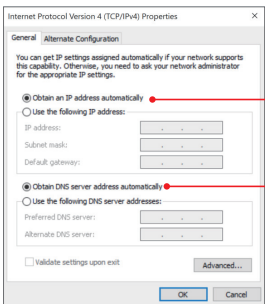 Internet Protocol Version 4 (TCP/IPv4) Properties
General Alternate Configuration
You can get IP settings assigned automatically if your network supports
this capability. Otherwise, you need to ask your network administrator
for the appropriate IP settings.
Obtain an IP address automatically
Use the following IP address:
IP address:
Subnet mask:
Default gateway:
Obtain DNS server address automatically
Use the following DNS server addresses:
Preferred DNS server:
Alternate DNS server:
Validate settings upon exit
Advanced...
OK Cancel